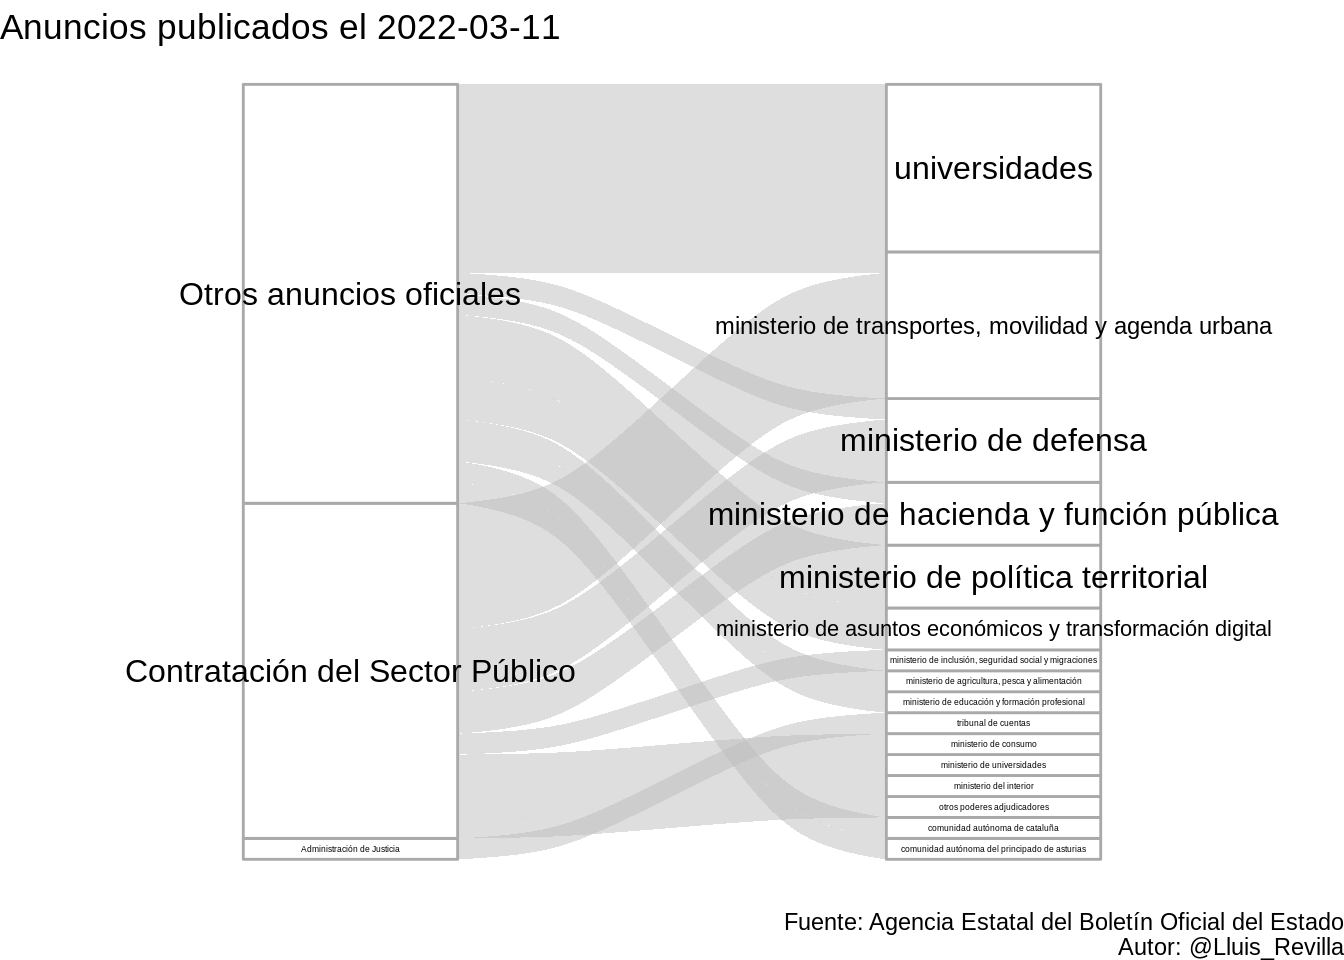 Anuncios publicados el 2022-03-11
Otros anuncios oficiales
Contratación del Sector Público
Administración de Justicia
universidades
ministerio de transportes, movilidad y agenda urbana
ministerio de defensa
ministerio de hacienda y función pública
ministerio de política territorial
ministerio de asuntos económicos y transformación digital
ministerio de inclusión, seguridad social y migraciones
ministerio de agricultura, pesca y alimentación
ministerio de educación y formación profesional
tribunal de cuentas
ministerio de consumo
ministerio de universidades
ministerio del interior
otros poderes adjudicadores
comunidad autónoma de cataluña
comunidad autónoma del principado de asturias
Fuente: Agencia Estatal del Boletín Oficial del Estado
Autor: @Lluis_Revilla